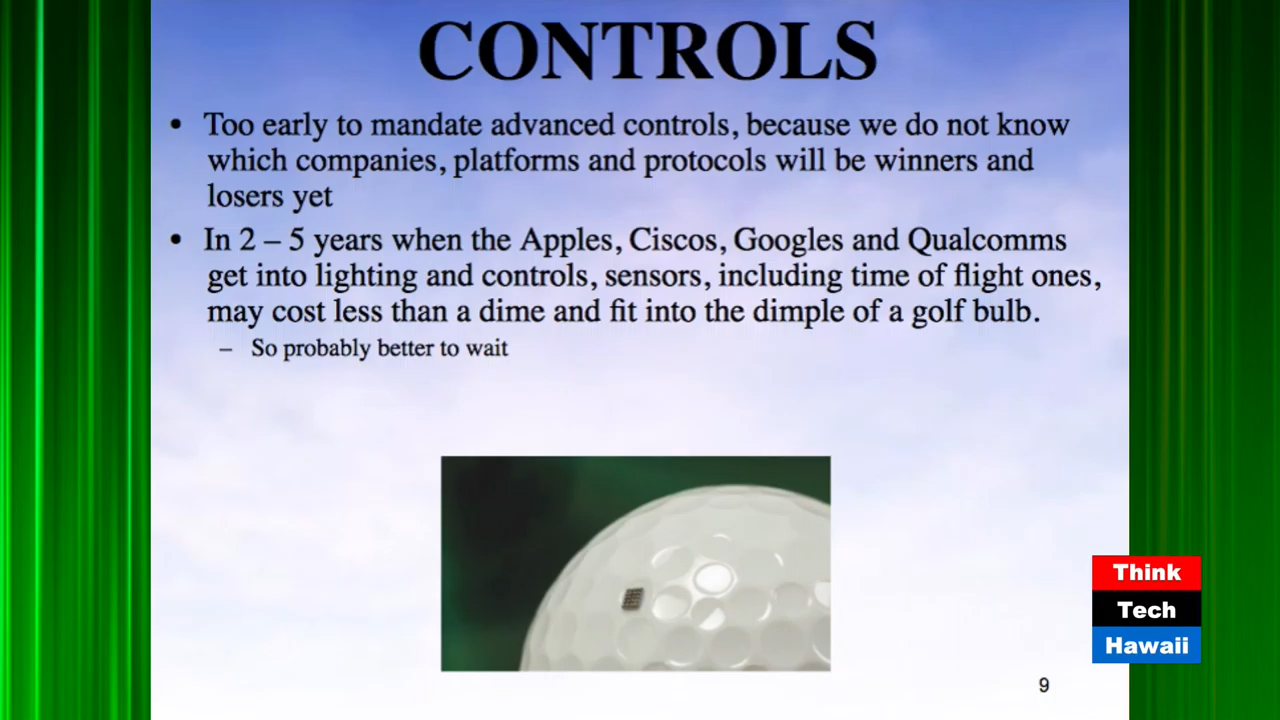 CONTROLS
• Too early to mandate advanced controls, because we do not know
which companies, platforms and protocols will be winners and
losers yet
• In 2 – 5 years when the Apples, Ciscos, Googles and Qualcomms
get into lighting and controls, sensors, including time of flight ones,
may cost less than a dime and fit into the dimple of a golf bulb.
– So probably better to wait
Think
Tech
Hawaii
9